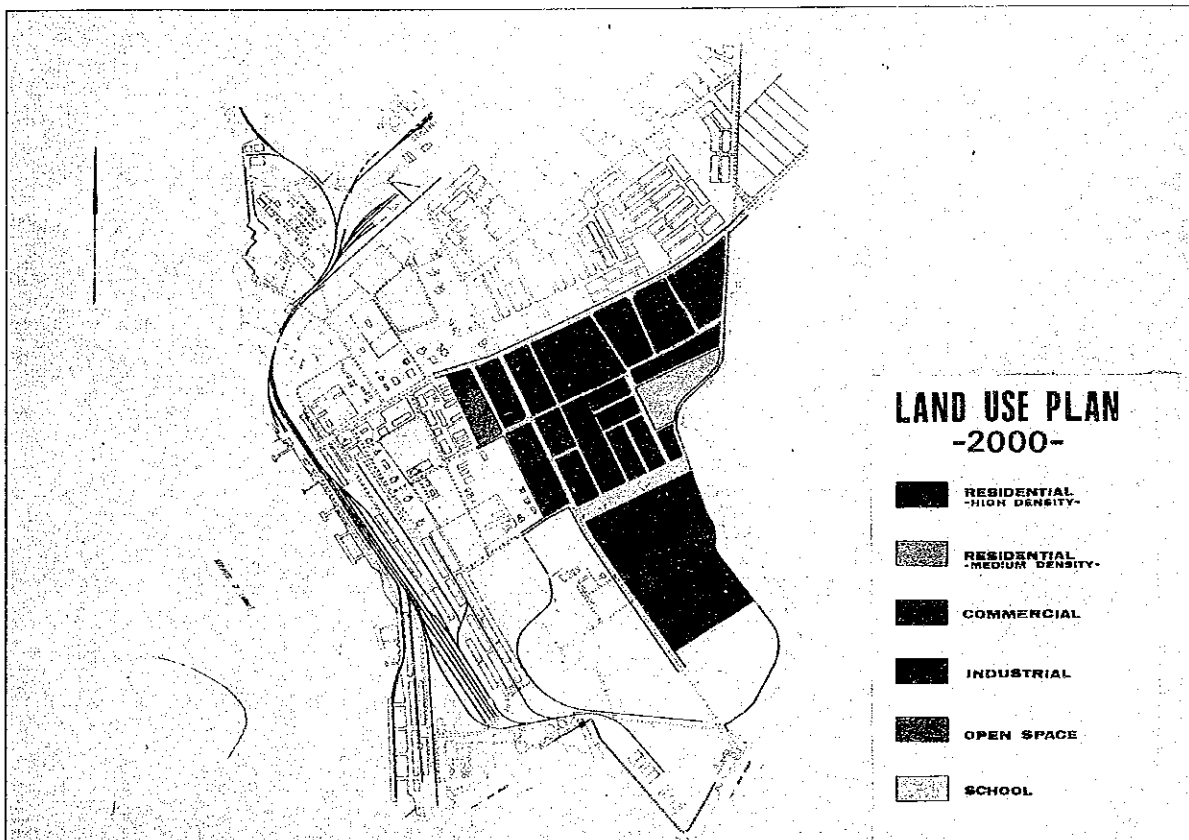 LAND USE PLAN
-2000-
RESIDENTIAL
-HIGH DENSITY-
RESIDENTIAL
-MEDIUM DENSITY-
COMMERCIAL
INDUSTRIAL
OPEN SPACE
SCHOOL